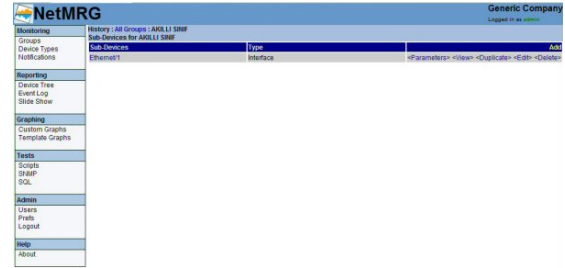 NetMRG
Generic Company
Logged in as admin
Monitoring
Groups
Device Types
Notifications
Reporting
Device Tree
Event Log
Slide Show
Graphing
Custom Graphs
Template Graphs
Tests
Scripts
SNMP
SQL
Admin
Users
Prefs
Logout
Help
About
History : All Groups : AKILLI SINIF
Sub-Devices for AKILLI SINIF
Sub-Devices Type Add
Ethernet/1 Interface <Parameters> <View> <Duplicate> <Edit> <Delete>